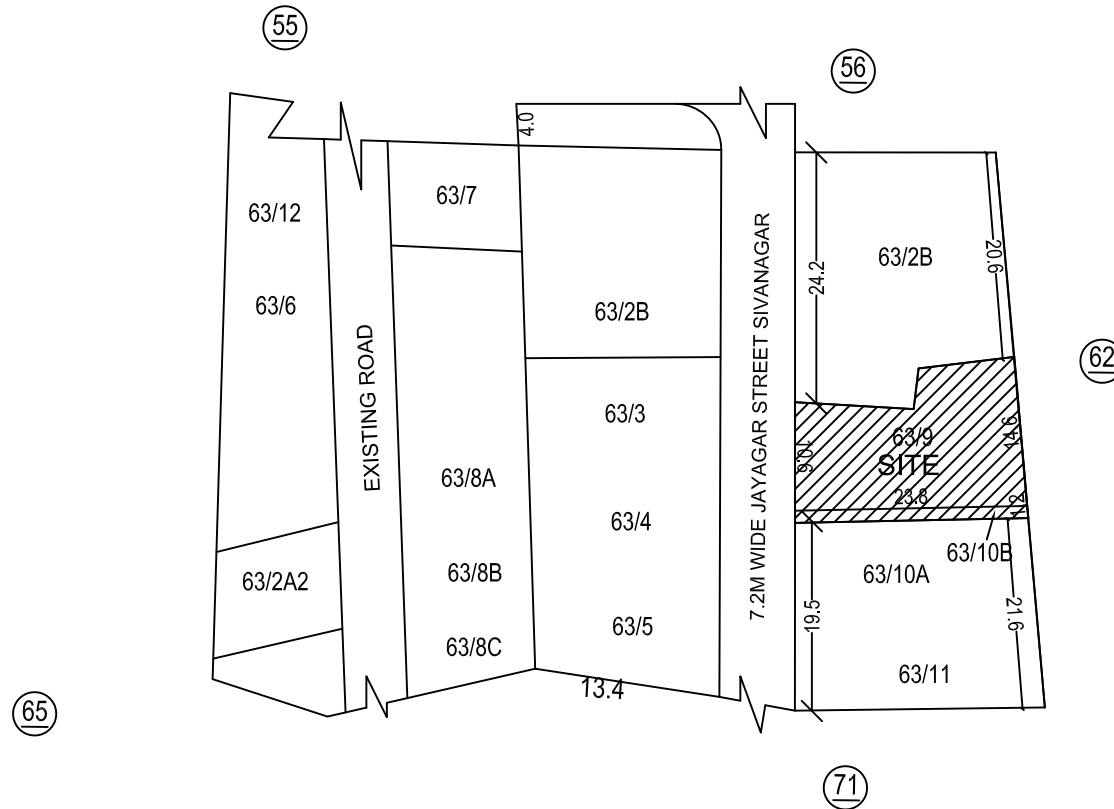 55
56
4.0
63/7
63/12
63/2B
24.2
20.6
63/6
63/2B
62
EXISTING ROAD
7.2M WIDE JAYAGAR STREET SIVANAGAR
63/3
63/9
14.6
10.6
SITE
63/8A
23.8
1.2
63/4
63/10B
63/8B
63/10A
63/2A2
19.5
21.6
63/5
63/8C
63/11
13.4
65
71